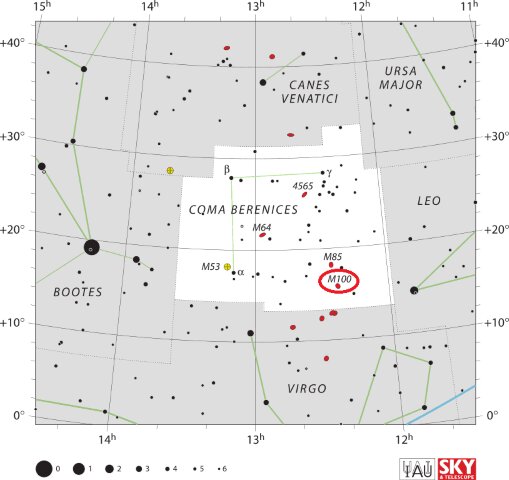 15h 14h 13h 12h 11h
+40° +40°
URSA
MAJOR
CANES
VENATICI
+30° +30°
β γ
4565
LEO
COMA BERENICES
+20° M64 +20°
M85
M53 α
M100
BOOTES
+10° +10°
VIRGO
0° 0°
14h 13h 12h
0 1 2 3 4 5 6
IAU SKY
& TELESCOPE